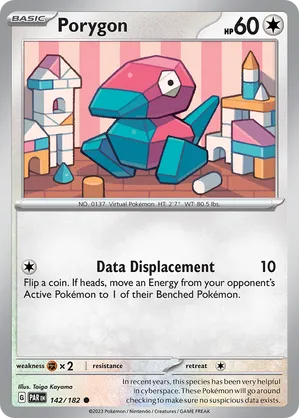 BASIC
Porygon
HP 60
NO. 0137 Virtual Pokémon HT: 2'7" WT: 80.5 lbs.
Data Displacement 10
Flip a coin. If heads, move an Energy from your opponent's
Active Pokémon to 1 of their Benched Pokémon.
Illus. Taiga Kayama
weakness ×2 resistance retreat
G PAR EN 142/182
In recent years, this species has been very helpful in
cyberspace. These Pokémon will go around
checking to make sure no suspicious data exists.
©2023 Pokémon / Nintendo / Creatures / GAME FREAK